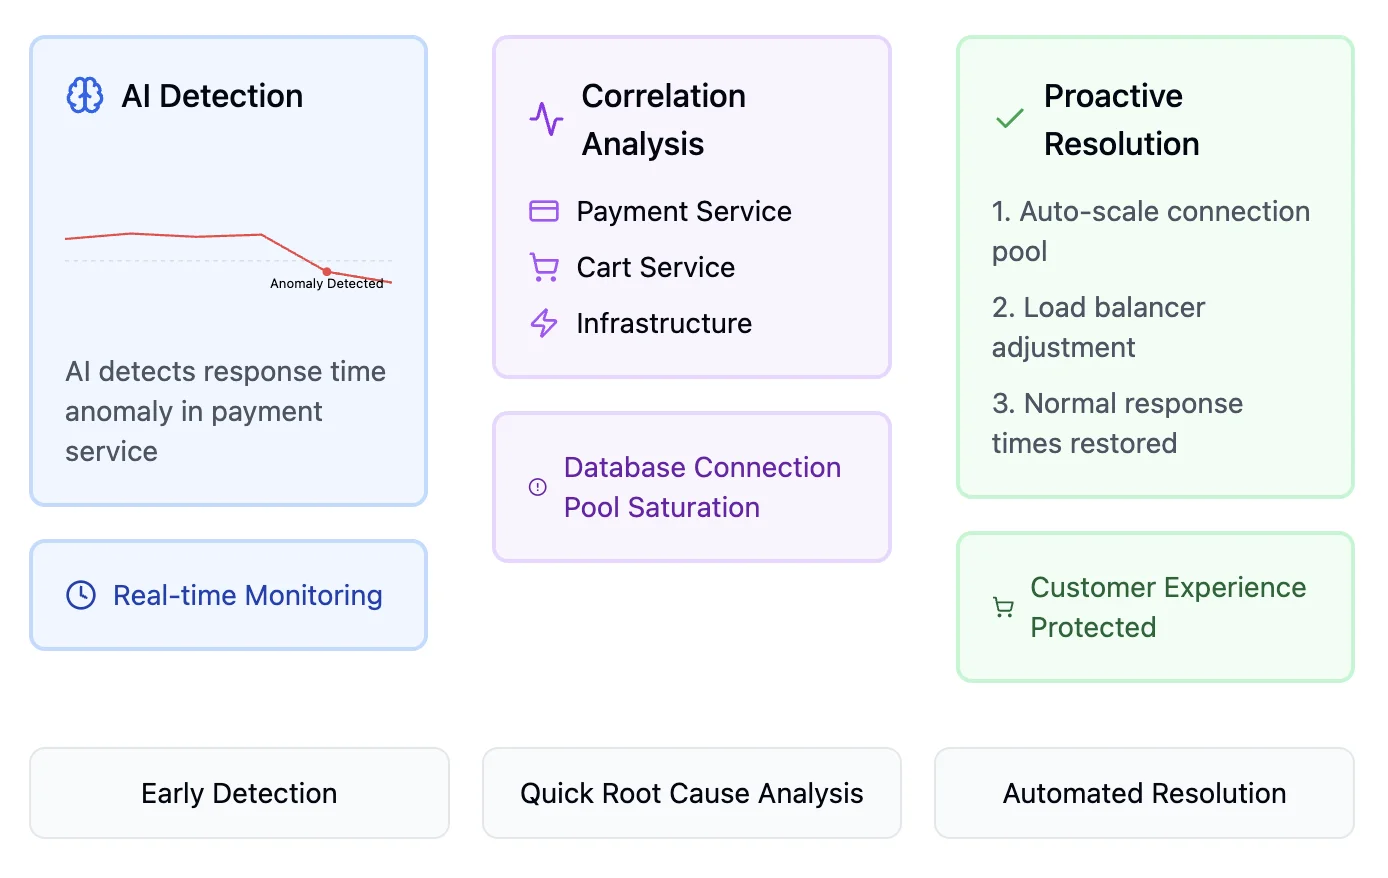 AI Detection
Anomaly Detected
AI detects response time
anomaly in payment
service
Real-time Monitoring
Correlation
Analysis
Payment Service
Cart Service
Infrastructure
Database Connection
Pool Saturation
Proactive
Resolution
1. Auto-scale connection
pool
2. Load balancer
adjustment
3. Normal response
times restored
Customer Experience
Protected
Early Detection
Quick Root Cause Analysis
Automated Resolution